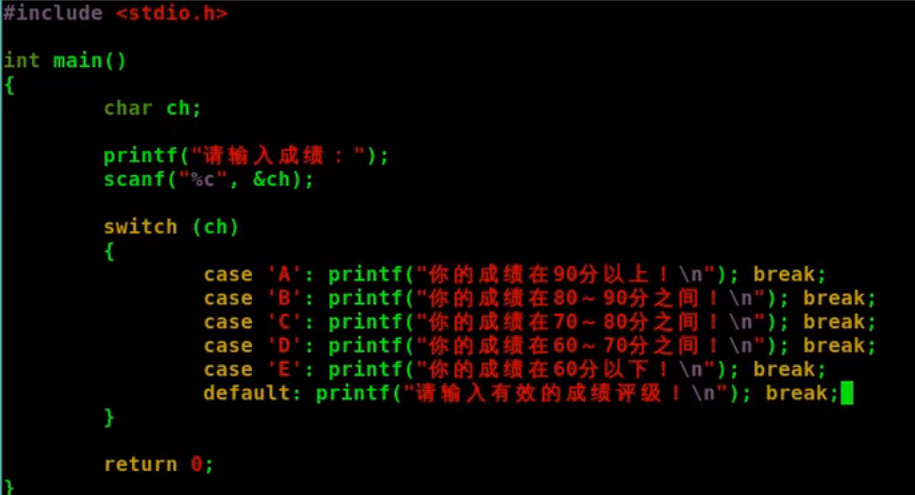 #include <stdio.h>
int main()
{
char ch;
printf("请输入成绩：");
scanf("%c", &ch);
switch (ch)
{
case 'A': printf("你的成绩在90分以上！\n"); break;
case 'B': printf("你的成绩在80～90分之间！\n"); break;
case 'C': printf("你的成绩在70～80分之间！\n"); break;
case 'D': printf("你的成绩在60～70分之间！\n"); break;
case 'E': printf("你的成绩在60分以下！\n"); break;
default: printf("请输入有效的成绩评级！\n"); break;
}
return 0;
}